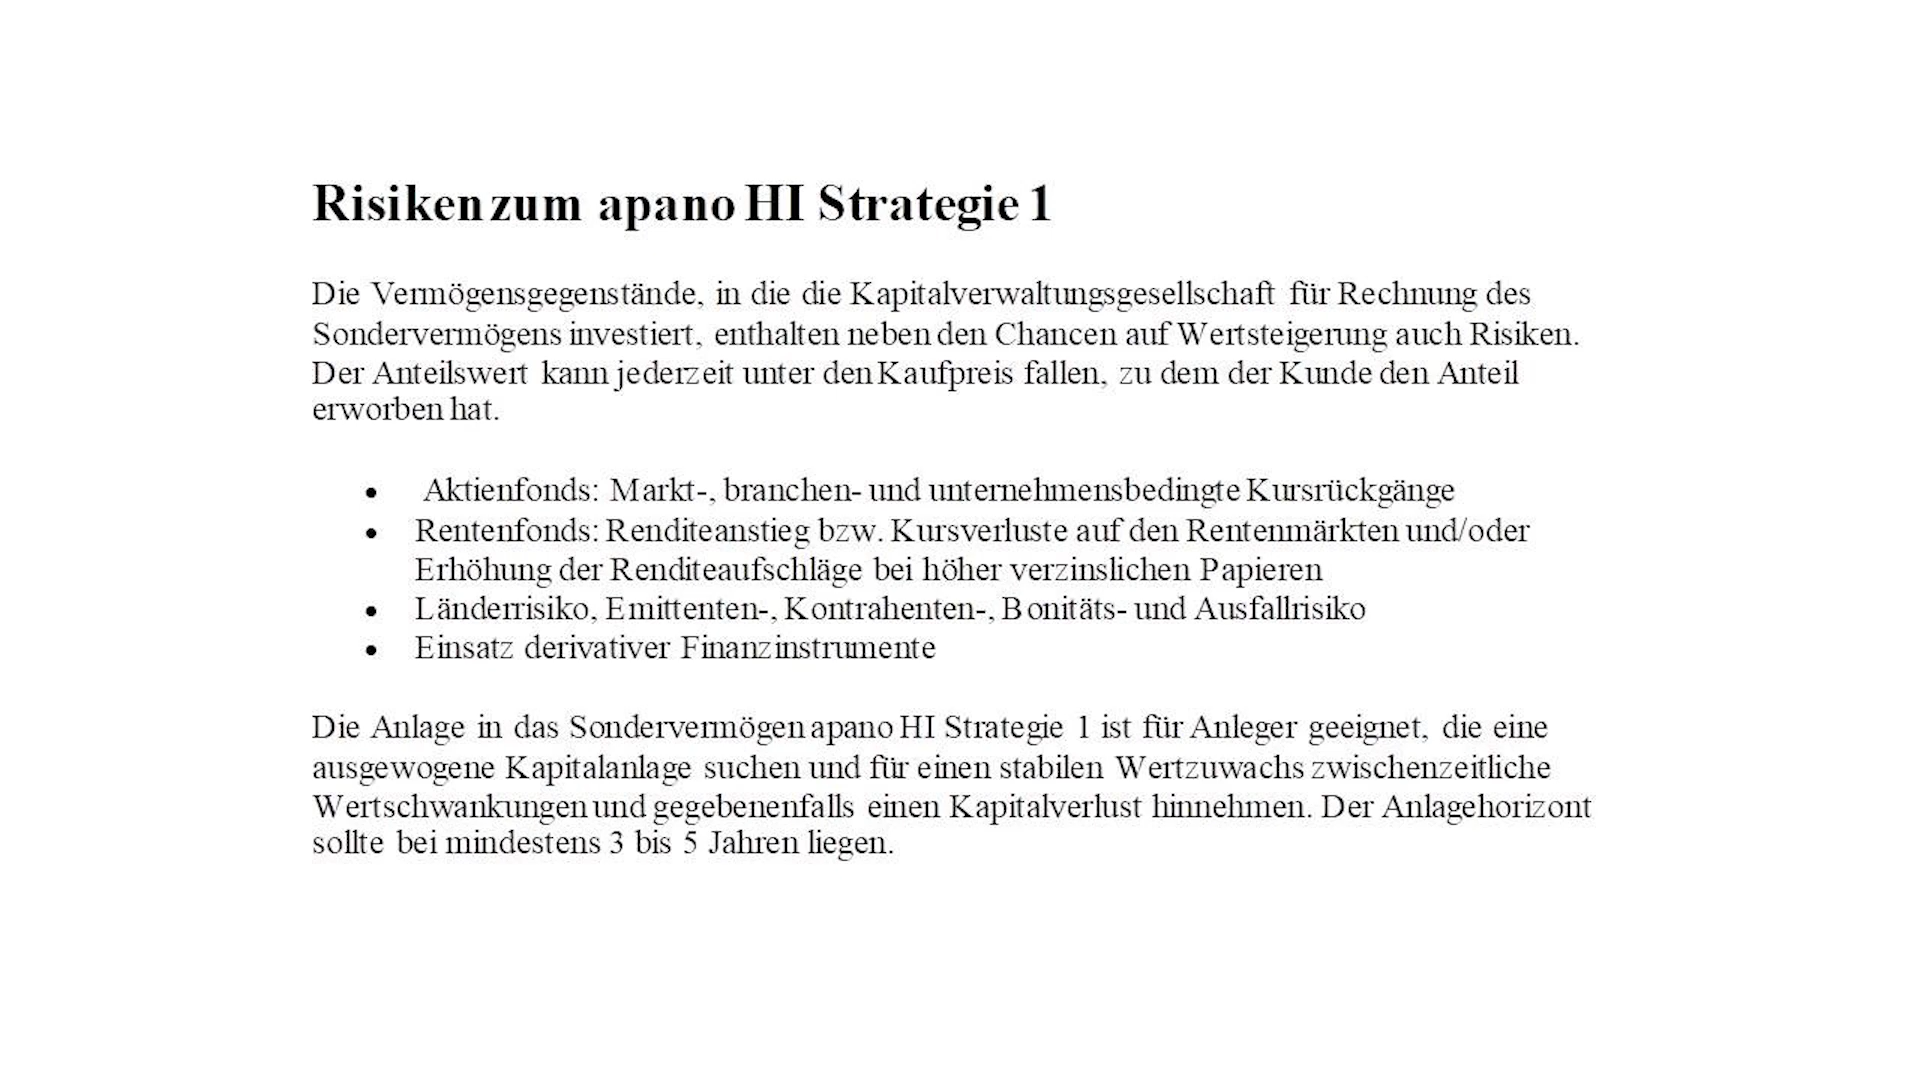 Risiken zum apano HI Strategie 1
Die Vermögensgegenstände, in die die Kapitalverwaltungsgesellschaft für Rechnung des
Sondervermögens investiert, enthalten neben den Chancen auf Wertsteigerung auch Risiken.
Der Anteilswert kann jederzeit unter den Kaufpreis fallen, zu dem der Kunde den Anteil
erworben hat.
• Aktienfonds: Markt-, branchen- und unternehmensbedingte Kursrückgänge
• Rentenfonds: Renditeanstieg bzw. Kursverluste auf den Rentenmärkten und/oder
Erhöhung der Renditeaufschläge bei höher verzinslichen Papieren
• Länderrisiko, Emittenten-, Kontrahenten-, Bonitäts- und Ausfallrisiko
• Einsatz derivativer Finanzinstrumente
Die Anlage in das Sondervermögen apano HI Strategie 1 ist für Anleger geeignet, die eine
ausgewogene Kapitalanlage suchen und für einen stabilen Wertzuwachs zwischenzeitliche
Wertschwankungen und gegebenenfalls einen Kapitalverlust hinnehmen. Der Anlagehorizont
sollte bei mindestens 3 bis 5 Jahren liegen.